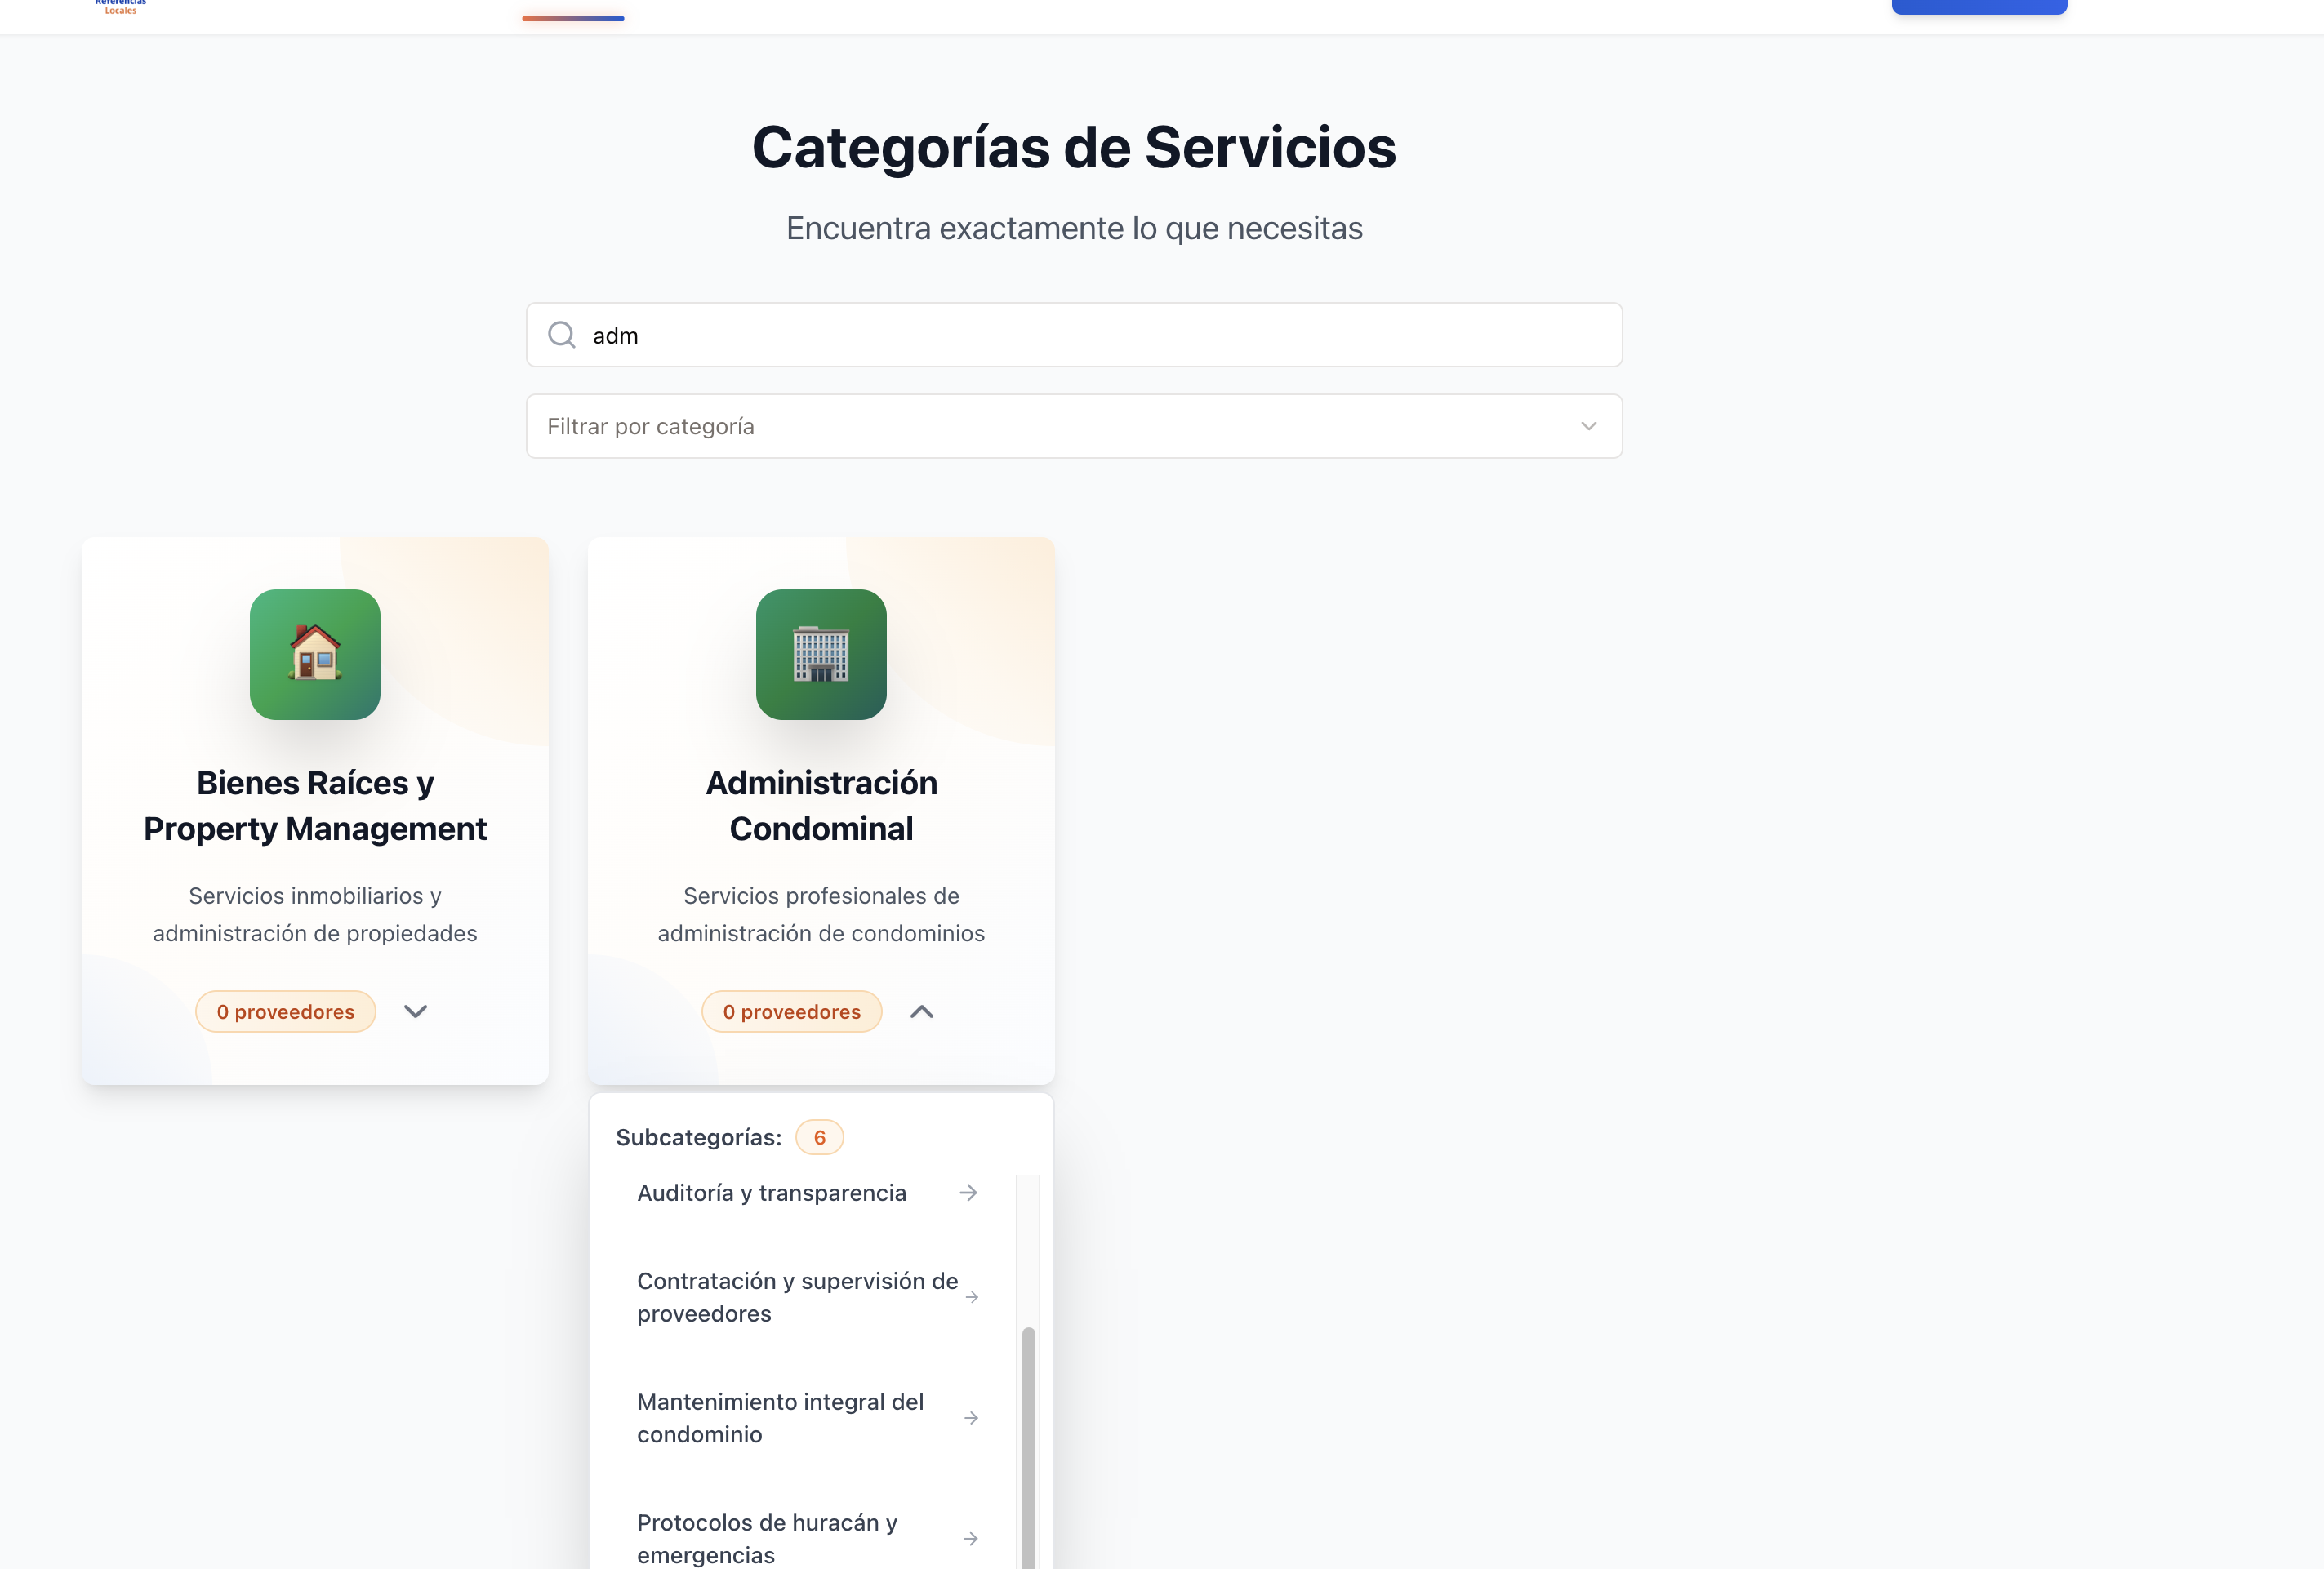 Referencias
Locales
Categorías de Servicios
Encuentra exactamente lo que necesitas
adm
Filtrar por categoría
Bienes Raíces y
Property Management
Servicios inmobiliarios y
administración de propiedades
0 proveedores
Administración
Condominal
Servicios profesionales de
administración de condominios
0 proveedores
Subcategorías: 6
Auditoría y transparencia
Contratación y supervisión de
proveedores
Mantenimiento integral del
condominio
Protocolos de huracán y
emergencias